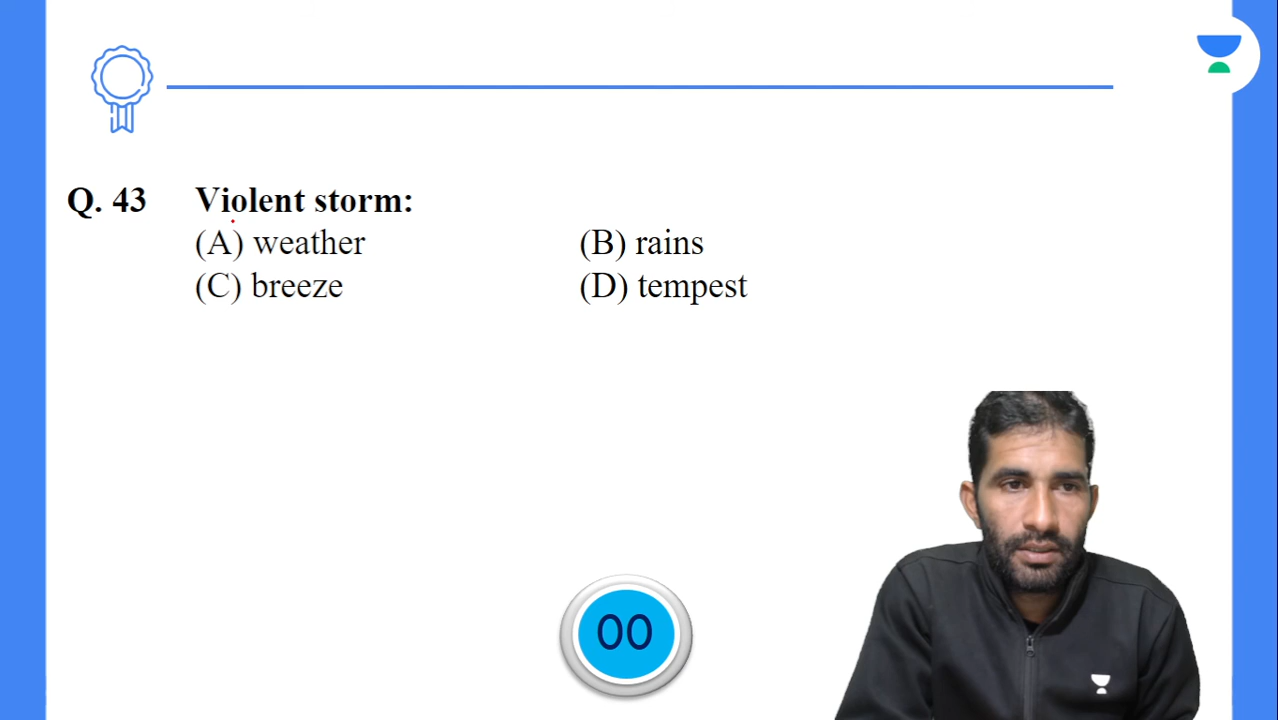 Q. 43 Violent storm:
(A) weather (B) rains
(C) breeze (D) tempest
00